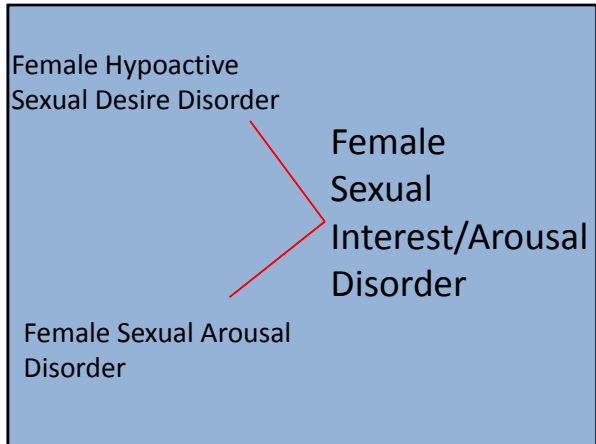 Female Hypoactive
Sexual Desire Disorder
Female
Sexual
Interest/Arousal
Disorder
Female Sexual Arousal
Disorder